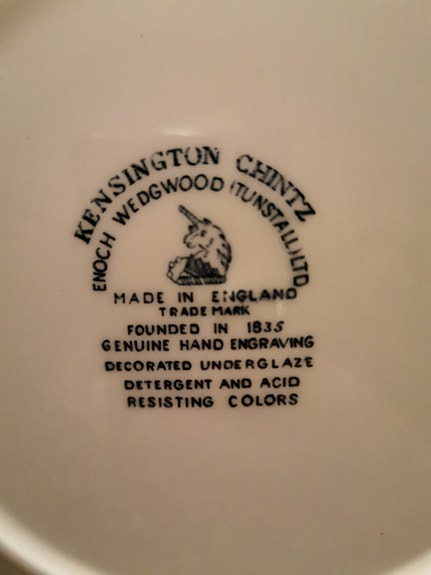 KENSINGTON CHINTZ
ENOCH WEDGWOOD (TUNSTALL) LTD
MADE IN ENGLAND
TRADE MARK
FOUNDED IN 1835
GENUINE HAND ENGRAVING
DECORATED UNDERGLAZE
DETERGENT AND ACID
RESISTING COLORS